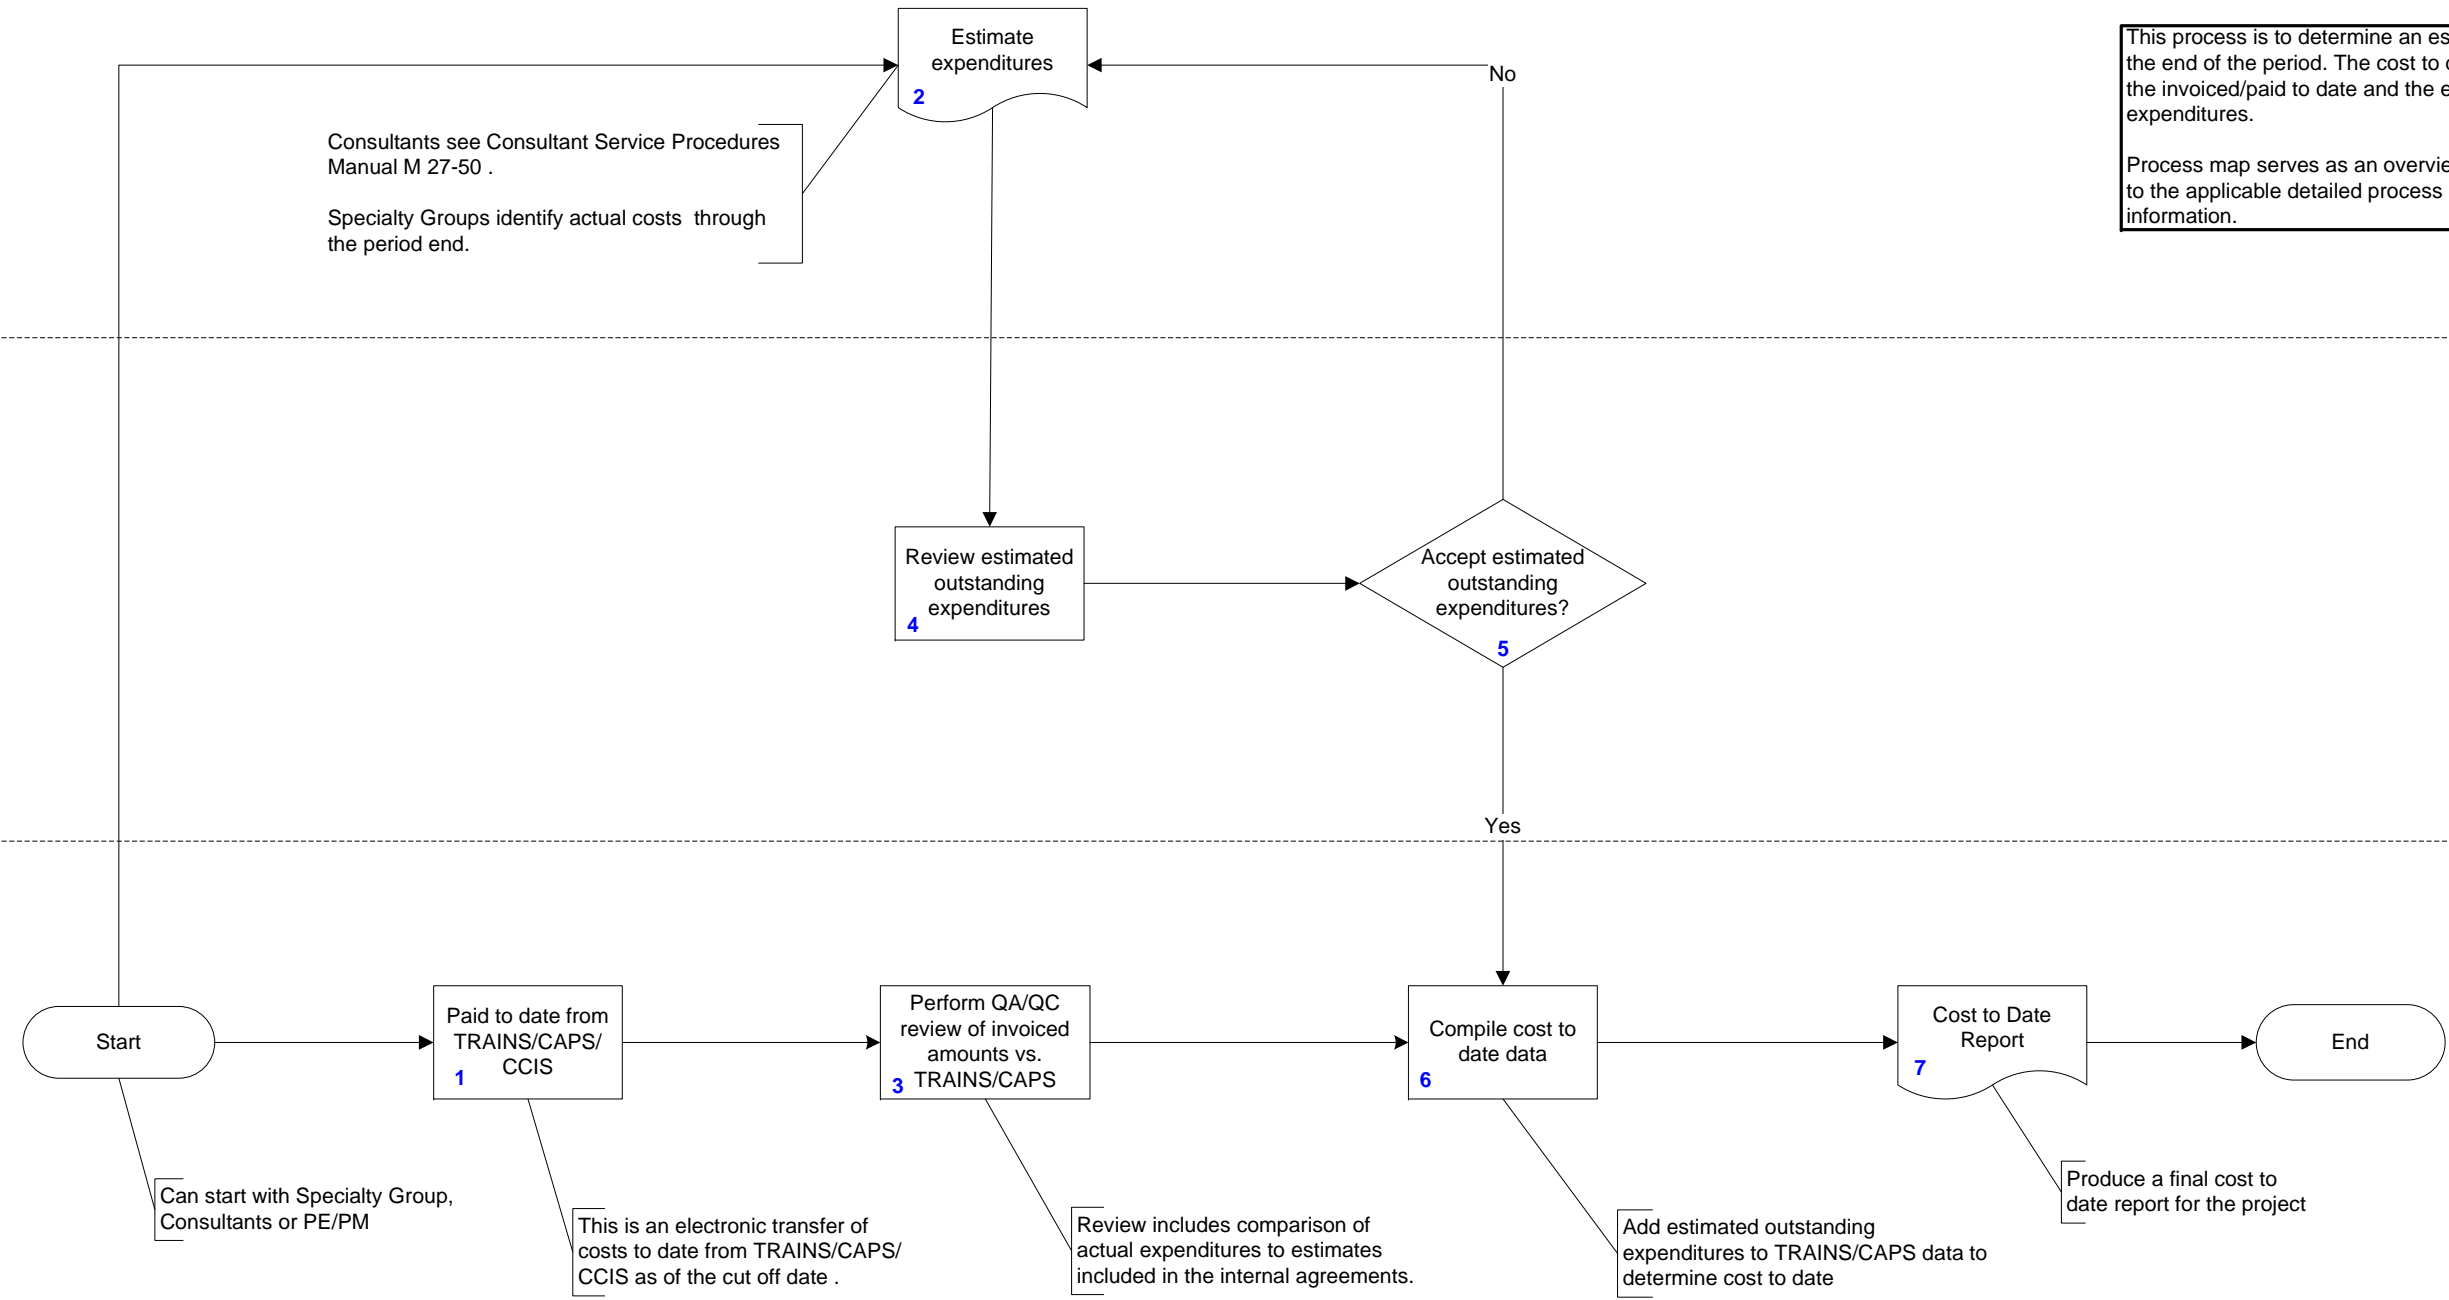 Estimate
expenditures
2
No
This process is to determine an es
the end of the period. The cost to
the invoiced/paid to date and the e
expenditures.
Process map serves as an overvie
to the applicable detailed process
information.
Consultants see Consultant Service Procedures
Manual M 27-50 .
Specialty Groups identify actual costs through
the period end.
Review estimated
outstanding
expenditures
4
Accept estimated
outstanding
expenditures?
5
Yes
Start
Paid to date from
TRAINS/CAPS/
CCIS
1
Perform QA/QC
review of invoiced
amounts vs.
TRAINS/CAPS
3
Compile cost to
date data
6
Cost to Date
Report
7
End
Can start with Specialty Group,
Consultants or PE/PM
This is an electronic transfer of
costs to date from TRAINS/CAPS/
CCIS as of the cut off date .
Review includes comparison of
actual expenditures to estimates
included in the internal agreements.
Add estimated outstanding
expenditures to TRAINS/CAPS data to
determine cost to date
Produce a final cost to
date report for the project